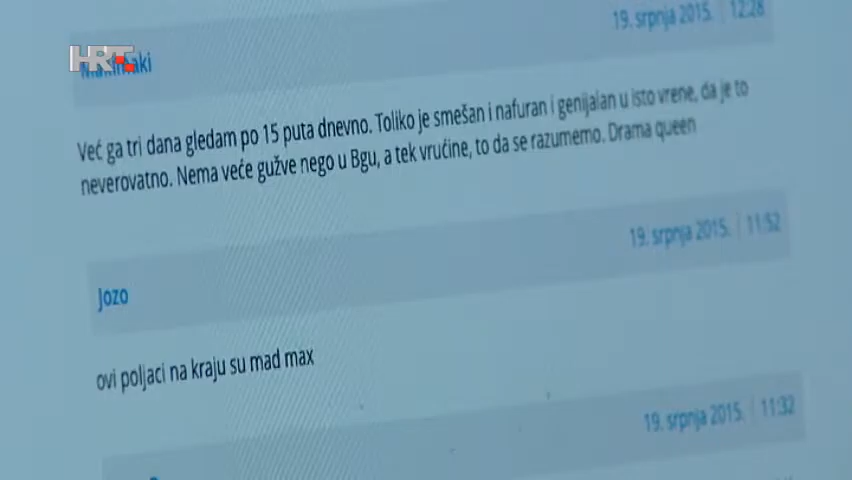 19. srpnja 2015. | 12:28
HRT
Već ga tri dana gledam po 15 puta dnevno. Toliko je smešan i nafuran i genijalan u isto vrene, da je to
neverovatno. Nema veće gužve nego u Bgu, a tek vrućine, to da se razumemo. Drama queen
19. srpnja 2015. | 11:52
Jozo
ovi poljaci na kraju su mad max
19. srpnja 2015. | 11:32